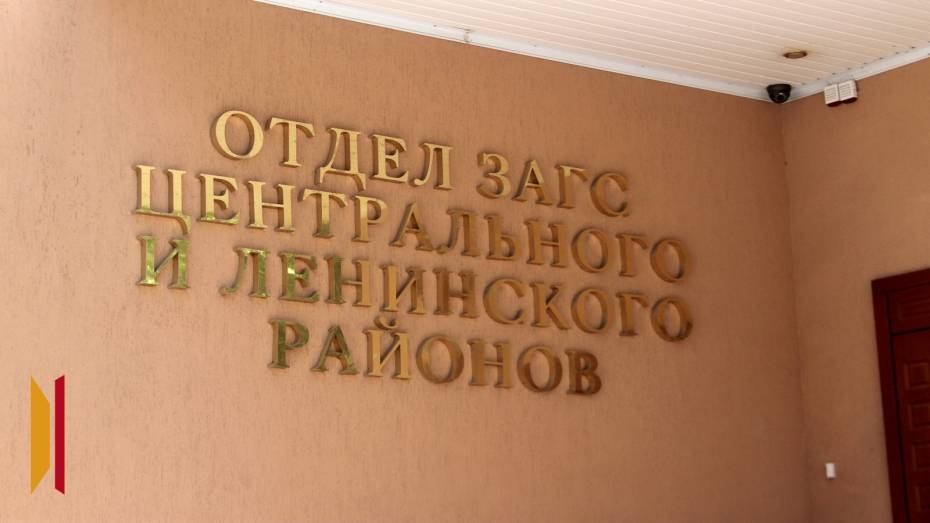 ОТДЕЛ ЗАГС
ЦЕНТРАЛЬНОГО
И ЛЕНИНСКОГО
РАЙОНОВ